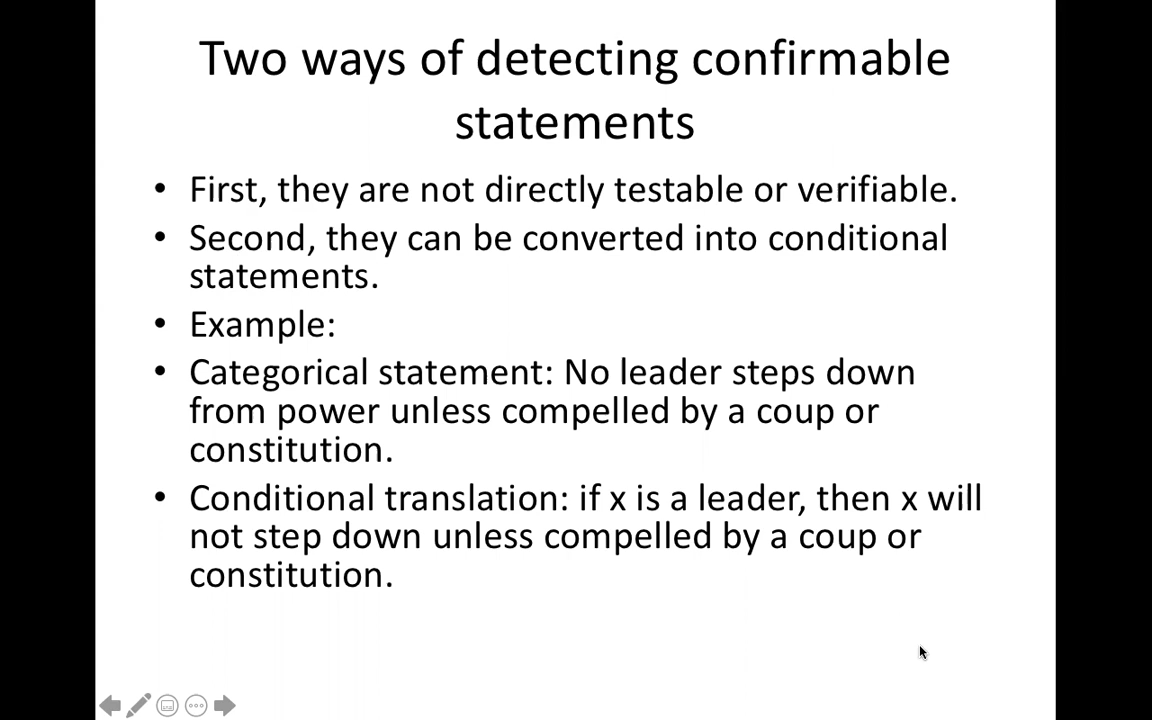 Two ways of detecting confirmable
statements
• First, they are not directly testable or verifiable.
• Second, they can be converted into conditional
statements.
• Example:
• Categorical statement: No leader steps down
from power unless compelled by a coup or
constitution.
• Conditional translation: if x is a leader, then x will
not step down unless compelled by a coup or
constitution.